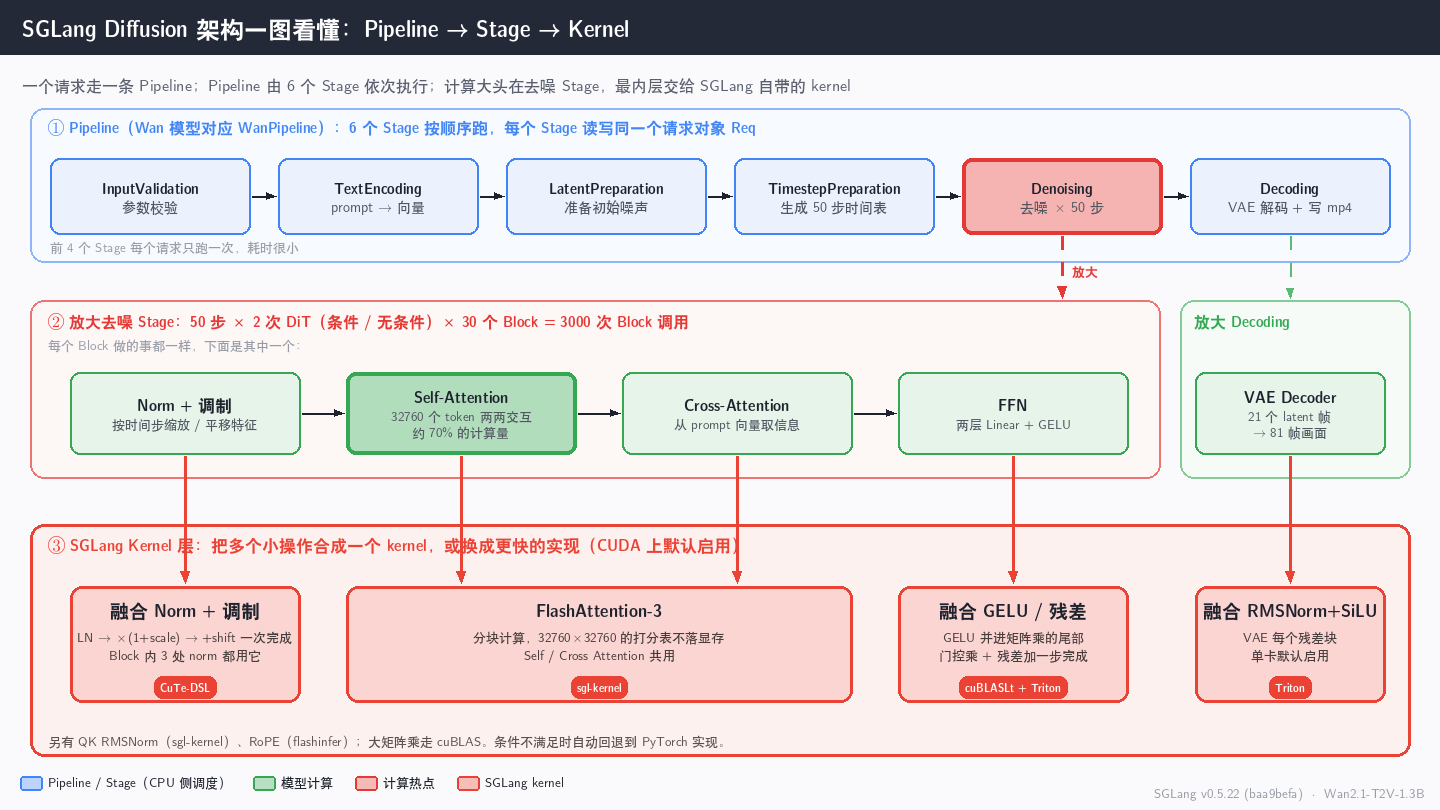 SGLang Diffusion 架构一图看懂：Pipeline → Stage → Kernel
一个请求走一条 Pipeline；Pipeline 由 6 个 Stage 依次执行；计算大头在去噪 Stage，最内层交给 SGLang 自带的 kernel
① Pipeline（Wan 模型对应 WanPipeline）：6 个 Stage 按顺序跑，每个 Stage 读写同一个请求对象 Req
InputValidation
参数校验
TextEncoding
prompt → 向量
LatentPreparation
准备初始噪声
TimestepPreparation
生成 50 步时间表
Denoising
去噪 × 50 步
Decoding
VAE 解码 + 写 mp4
前 4 个 Stage 每个请求只跑一次，耗时很小
放大
② 放大去噪 Stage：50 步 × 2 次 DiT（条件 / 无条件）× 30 个 Block = 3000 次 Block 调用
每个 Block 做的事都一样，下面是其中一个：
Norm + 调制
按时间步缩放 / 平移特征
Self-Attention
32760 个 token 两两交互
约 70% 的计算量
Cross-Attention
从 prompt 向量取信息
FFN
两层 Linear + GELU
放大 Decoding
VAE Decoder
21 个 latent 帧
→ 81 帧画面
③ SGLang Kernel 层：把多个小操作合成一个 kernel，或换成更快的实现（CUDA 上默认启用）
融合 Norm + 调制
LN → ×(1+scale) → +shift 一次完成
Block 内 3 处 norm 都用它
CuTe-DSL
FlashAttention-3
分块计算，32760×32760 的打分表不落显存
Self / Cross Attention 共用
sgl-kernel
融合 GELU / 残差
GELU 并进矩阵乘的尾部
门控乘 + 残差加一步完成
cuBLASLt + Triton
融合 RMSNorm+SiLU
VAE 每个残差块
单卡默认启用
Triton
另有 QK RMSNorm（sgl-kernel）、RoPE（flashinfer）；大矩阵乘走 cuBLAS。条件不满足时自动回退到 PyTorch 实现。
Pipeline / Stage（CPU 侧调度）
模型计算
计算热点
SGLang kernel
SGLang v0.5.22 (baa9befa) · Wan2.1-T2V-1.3B